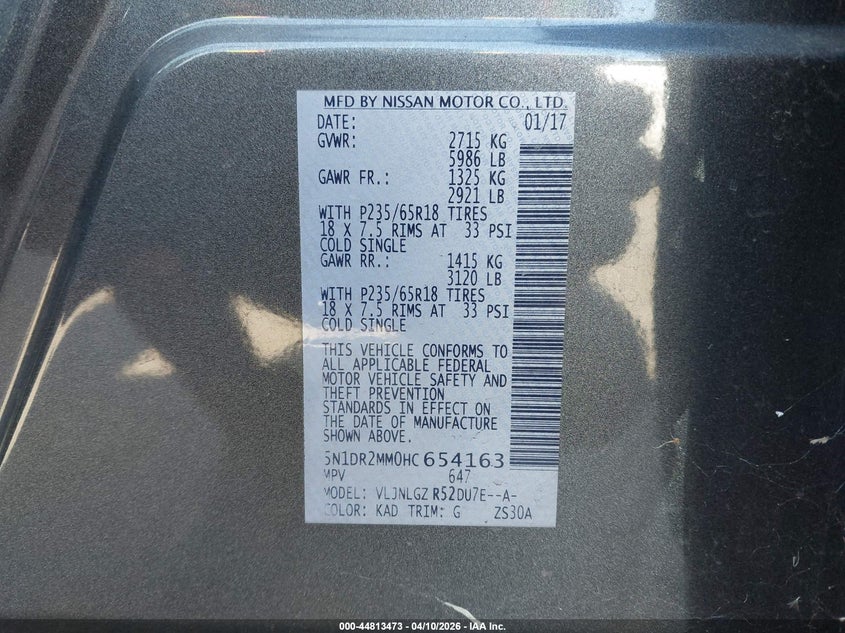 MFD BY NISSAN MOTOR CO., LTD.
DATE: 01/17
GVWR: 2715 KG
5986 LB
GAWR FR.: 1325 KG
2921 LB
WITH P235/65R18 TIRES
18 X 7.5 RIMS AT 33 PSI
COLD SINGLE
GAWR RR.: 1415 KG
3120 LB
WITH P235/65R18 TIRES
18 X 7.5 RIMS AT 33 PSI
COLD SINGLE
THIS VEHICLE CONFORMS TO
ALL APPLICABLE FEDERAL
MOTOR VEHICLE SAFETY AND
THEFT PREVENTION
STANDARDS IN EFFECT ON
THE DATE OF MANUFACTURE
SHOWN ABOVE.
5N1DR2MM0HC654163
MPV 647
MODEL: VLJNLGZ R52DU7E--A-
COLOR: KAD TRIM: G ZS30A
000-44813473 - 04/10/2026 - IAA Inc.